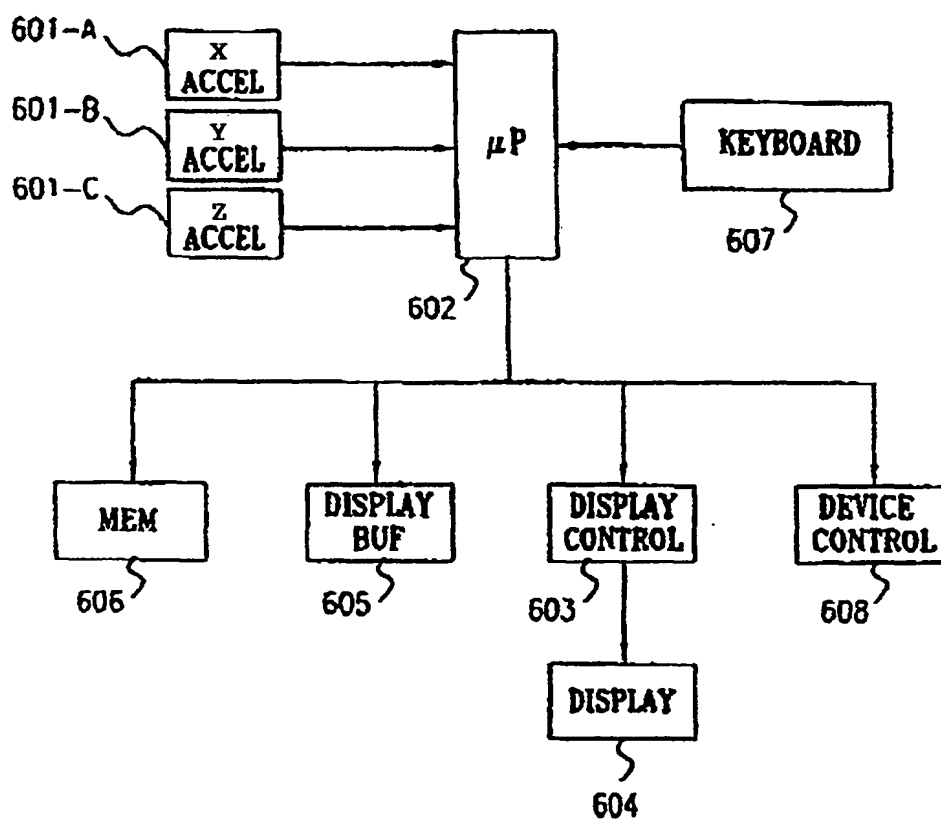 601-A
X
ACCEL
601-B
Y
ACCEL
601-C
Z
ACCEL
μP
602
KEYBOARD
607
MEM
606
DISPLAY
BUF
605
DISPLAY
CONTROL
603
DEVICE
CONTROL
608
DISPLAY
604